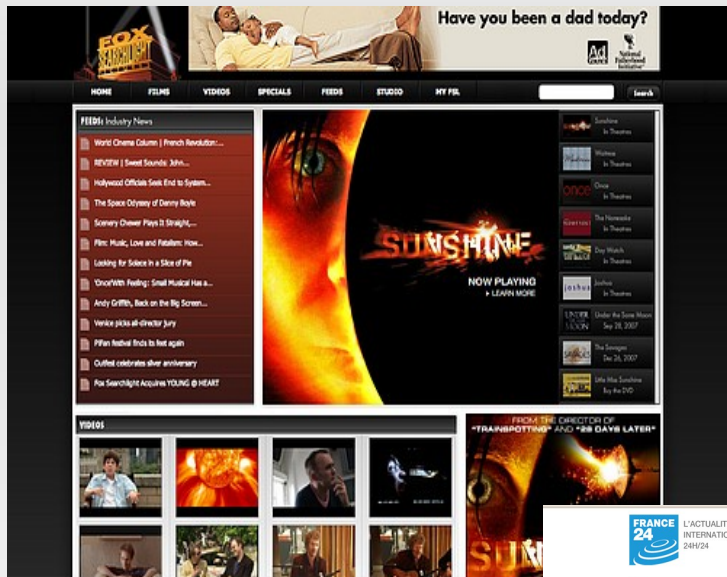 FOX
SEARCHLIGHT
Have you been a dad today?
Ad
Council
National
Fatherhood
Initiative
HOME
FILMS
VIDEOS
SPECIALS
FEEDS
STUDIO
MY FSL
Search
FEEDS: Industry News
World Cinema Column | French Revolution:...
REVIEW | Sweet Sounds: John...
Hollywood Officials Seek End to System...
The Space Odyssey of Danny Boyle
Scenery Chewer Plays It Straight,...
Film: Music, Love and Fatalism: How...
Looking for Solace in a Slice of Pie
'Once'With Feeling: Small Musical Has a...
Andy Griffith, Back on the Big Screen...
Venice picks all-director jury
PiFan festival finds its feet again
Outfest celebrates silver anniversary
Fox Searchlight Acquires YOUNG @ HEART
SUNSHINE
NOW PLAYING
LEARN MORE
Sunshine
In Theatres
Waitress
In Theatres
once
Once
In Theatres
The Namesake
In Theatres
Day Watch
In Theatres
joshua
Joshua
In Theatres
UNDER
MOON
Under the Same Moon
Sep 28, 2007
SAVAGES
The Savages
Dec 26, 2007
Little Miss Sunshine
Buy the DVD
VIDEOS
FROM THE DIRECTOR OF
"TRAINSPOTTING" AND "28 DAYS LATER"
SUN
FRANCE
24
L'ACTUALIT
INTERNATIO
24H/24